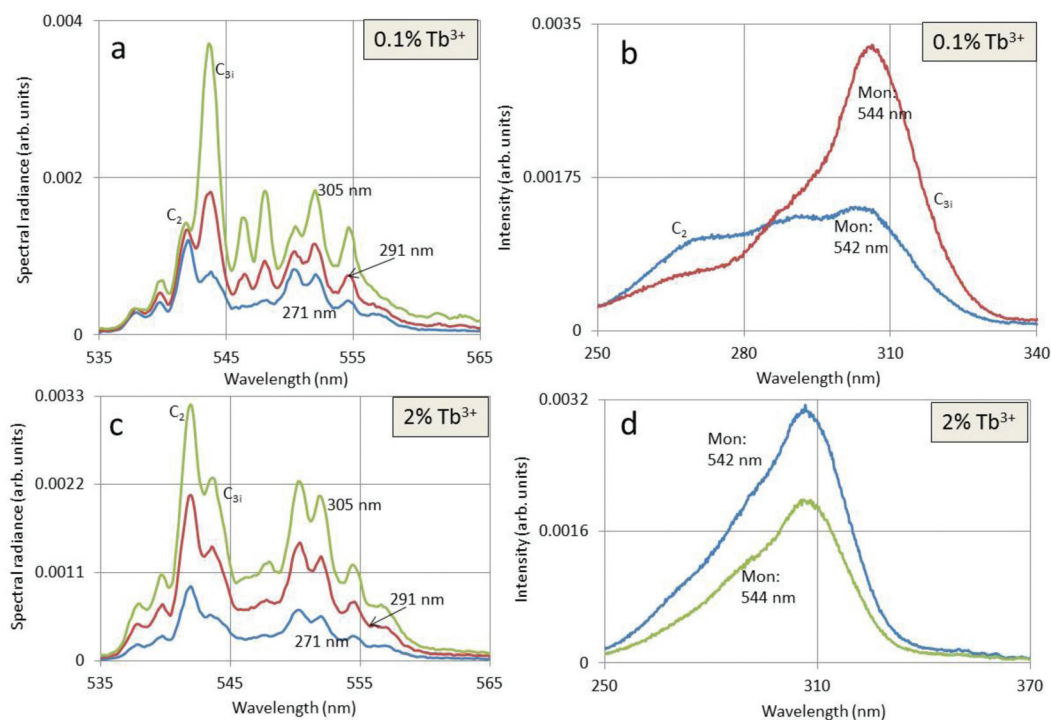 a
0.1% Tb³⁺
Spectral radiance (arb. units)
0.004
0.002
0
C₃ᵢ
C₂
305 nm
291 nm
271 nm
535
545
555
565
Wavelength (nm)
b
0.1% Tb³⁺
Intensity (arb. units)
0.0035
0.00175
0
Mon:
544 nm
C₂
C₃ᵢ
Mon:
542 nm
250
280
310
340
Wavelength (nm)
c
2% Tb³⁺
Spectral radiance (arb. units)
0.0033
0.0022
0.0011
0
C₂
C₃ᵢ
305 nm
291 nm
271 nm
535
545
555
565
Wavelength (nm)
d
2% Tb³⁺
Intensity (arb. units)
0.0032
0.0016
0
Mon:
542 nm
Mon:
544 nm
250
310
370
Wavelength (nm)